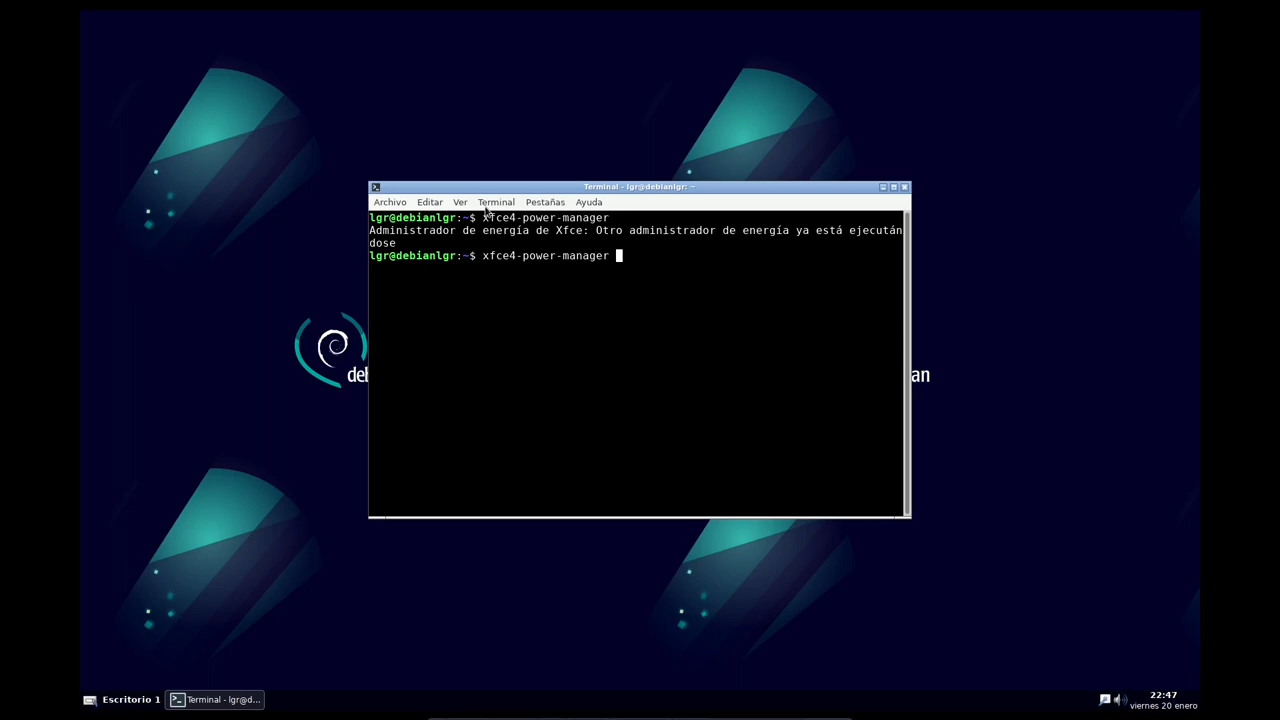 Terminal - lgr@debianlgr: ~
Archivo Editar Ver Terminal Pestañas Ayuda
lgr@debianlgr:~$ xfce4-power-manager
Administrador de energía de Xfce: Otro administrador de energía ya está ejecután
dose
lgr@debianlgr:~$ xfce4-power-manager
deb
an
Escritorio 1
Terminal - lgr@d...
22:47
viernes 20 enero